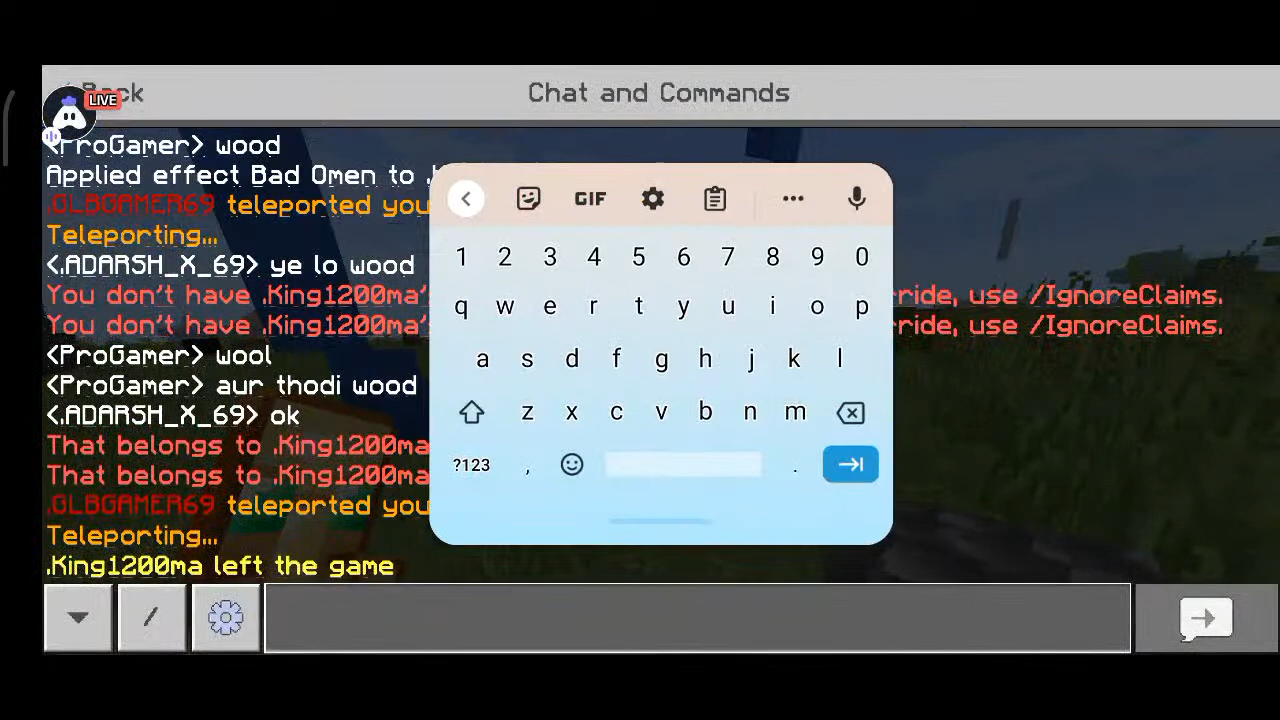 Back
Chat and Commands
LIVE
<ProGamer> wood
Applied effect Bad Omen to
.GLBGAMER69 teleported you
Teleporting...
<.ADARSH_X_69> ye lo wood
You don't have .King1200ma's ride, use /IgnoreClaims.
You don't have .King1200ma's ride, use /IgnoreClaims.
<ProGamer> wool
<ProGamer> aur thodi wood
<.ADARSH_X_69> ok
That belongs to .King1200ma
That belongs to .King1200ma
.GLBGAMER69 teleported you
Teleporting...
.King1200ma left the game
GIF
1 2 3 4 5 6 7 8 9 0
q w e r t y u i o p
a s d f g h j k l
z x c v b n m
?123 , .
/